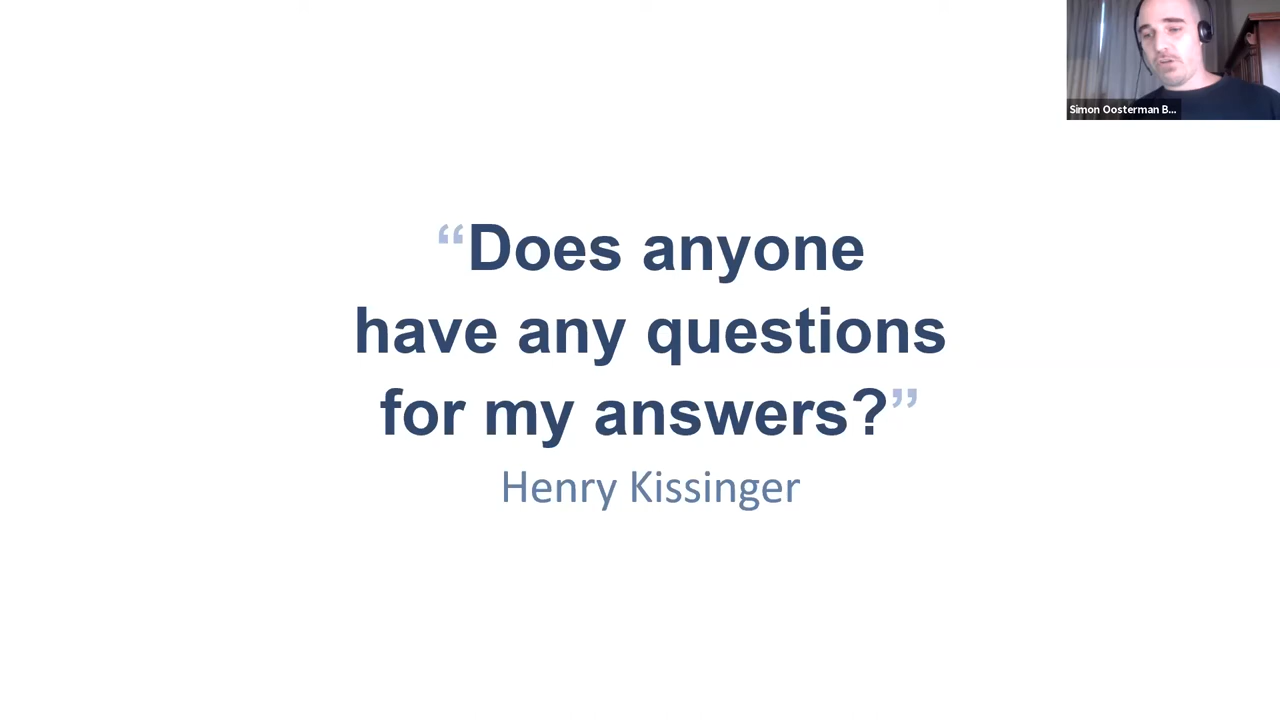 Simon Oosterman B...
“Does anyone
have any questions
for my answers?”
Henry Kissinger